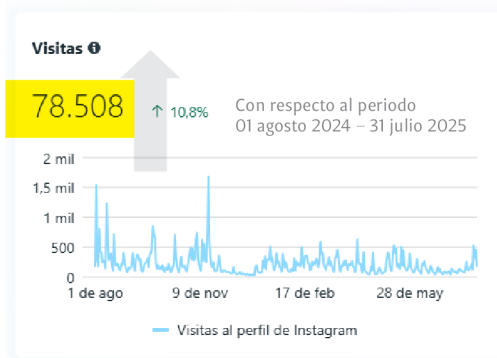 Visitas
78.508
↑ 10,8%
Con respecto al periodo
01 agosto 2024 – 31 julio 2025
2 mil
1,5 mil
1 mil
500
0
1 de ago
9 de nov
17 de feb
28 de may
Visitas al perfil de Instagram